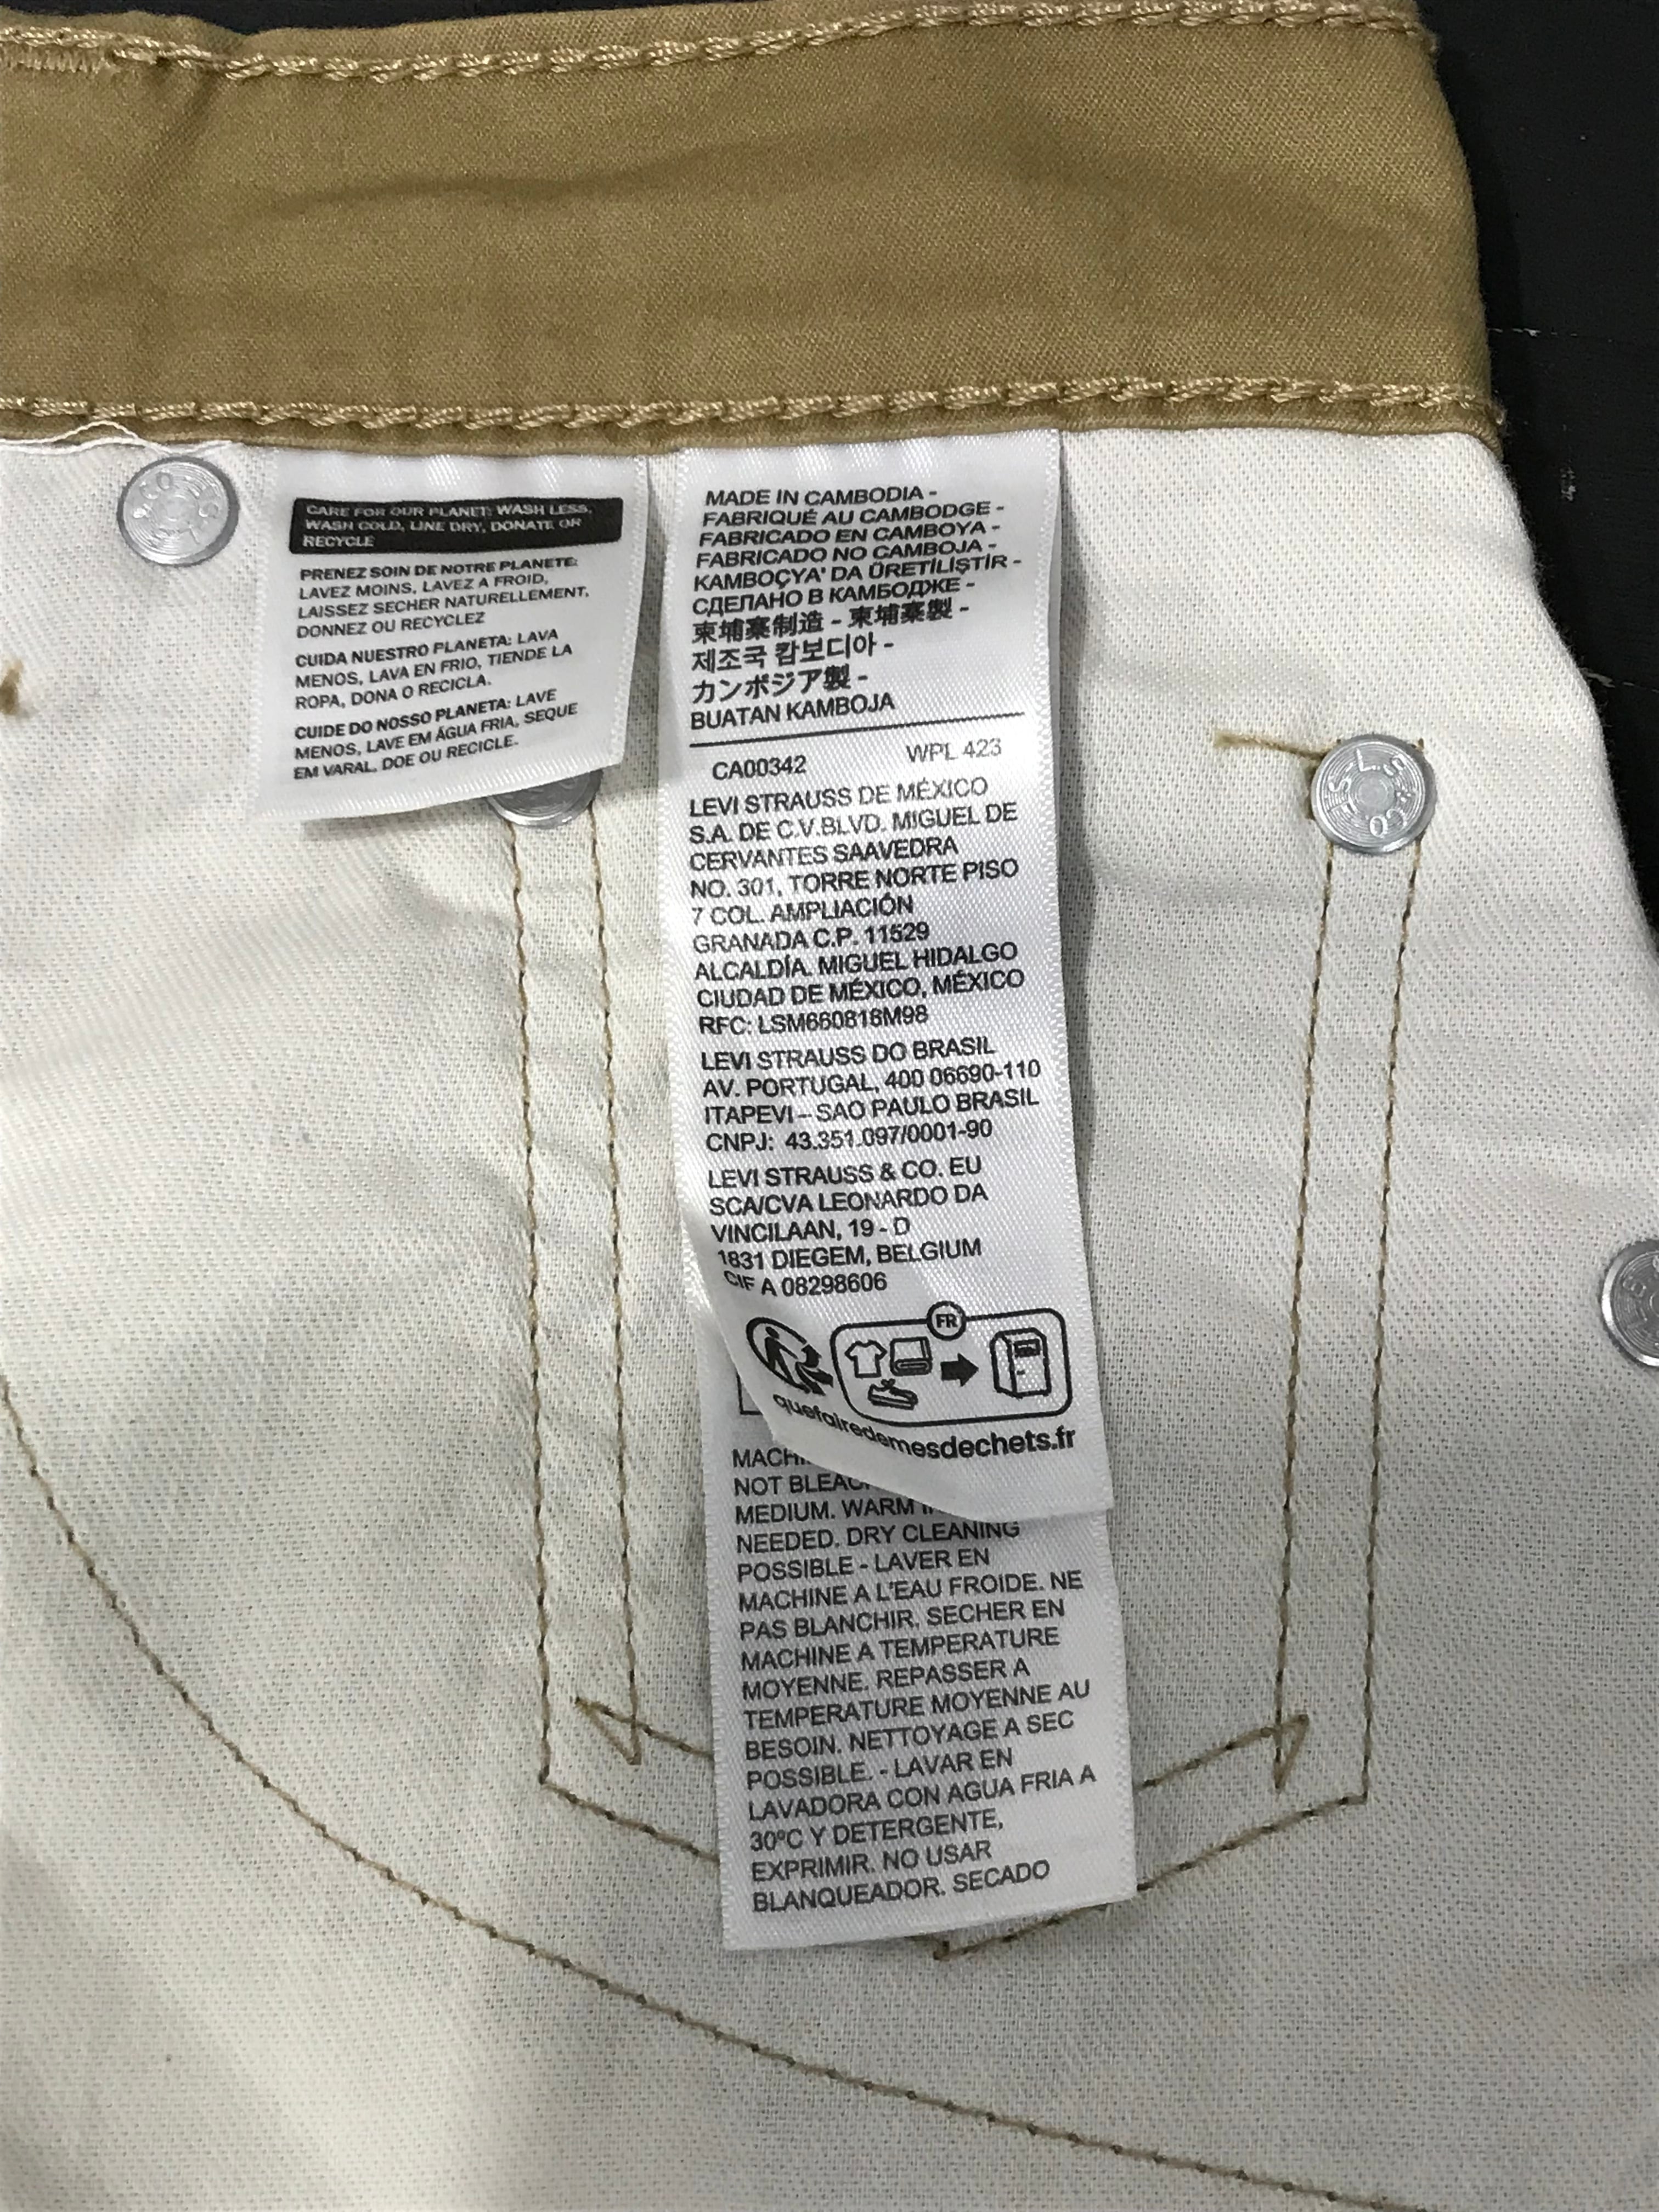 CARE FOR OUR PLANET: WASH LESS,
WASH COLD, LINE DRY, DONATE OR
RECYCLE
PRENEZ SOIN DE NOTRE PLANETE:
LAVEZ MOINS, LAVEZ A FROID,
LAISSEZ SECHER NATURELLEMENT,
DONNEZ OU RECYCLEZ
CUIDA NUESTRO PLANETA: LAVA
MENOS, LAVA EN FRIO, TIENDE LA
ROPA, DONA O RECICLA.
CUIDE DO NOSSO PLANETA: LAVE
MENOS, LAVE EM ÁGUA FRIA, SEQUE
EM VARAL, DOE OU RECICLE.
MADE IN CAMBODIA -
FABRIQUÉ AU CAMBODGE -
FABRICADO EN CAMBOYA -
FABRICADO NO CAMBOJA -
KAMBOÇYA' DA ÜRETİLİŞTİR -
СДЕЛАНО В КАМБОДЖЕ -
柬埔寨制造 - 柬埔寨製 -
제조국 캄보디아 -
カンボジア製 -
BUATAN KAMBOJA
CA00342 WPL 423
LEVI STRAUSS DE MÉXICO
S.A. DE C.V.BLVD. MIGUEL DE
CERVANTES SAAVEDRA
NO. 301, TORRE NORTE PISO
7 COL. AMPLIACIÓN
GRANADA C.P. 11529
ALCALDÍA. MIGUEL HIDALGO
CIUDAD DE MÉXICO, MÉXICO
RFC: LSM660818M98
LEVI STRAUSS DO BRASIL
AV. PORTUGAL, 400 06690-110
ITAPEVI – SAO PAULO BRASIL
CNPJ: 43.351.097/0001-90
LEVI STRAUSS & CO. EU
SCA/CVA LEONARDO DA
VINCILAAN, 19 - D
1831 DIEGEM, BELGIUM
CIF A 08298606
FR
quefairedemesdechets.fr
NOT
MEDIUM. WARM
NEEDED. DRY CLEANING
POSSIBLE - LAVER EN
MACHINE A L'EAU FROIDE. NE
PAS BLANCHIR. SECHER EN
MACHINE A TEMPERATURE
MOYENNE. REPASSER A
TEMPERATURE MOYENNE AU
BESOIN. NETTOYAGE A SEC
POSSIBLE. - LAVAR EN
LAVADORA CON AGUA FRIA A
30ºC Y DETERGENTE,
EXPRIMIR. NO USAR
BLANQUEADOR. SECADO